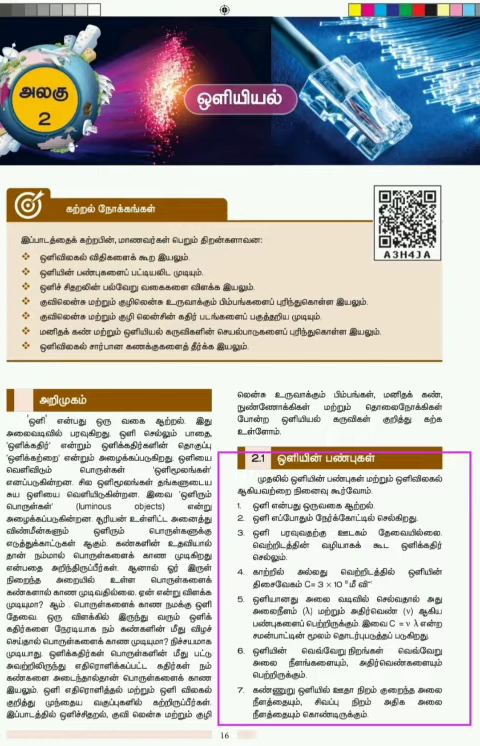 அலகு
2
ஒளியியல்
கற்றல் நோக்கங்கள்
A3H4JA
இப்பாடத்தைக் கற்றபின், மாணவர்கள் பெறும் திறன்களாவன:
❖ ஒளிவிலகல் விதிகளைக் கூற இயலும்.
❖ ஒளியின் பண்புகளைப் பட்டியலிட முடியும்.
❖ ஒளிச் சிதறலின் பல்வேறு வகைகளை விளக்க இயலும்.
❖ குவிலென்சு மற்றும் குழிலென்சு உருவாக்கும் பிம்பங்களைப் புரிந்துகொள்ள இயலும்.
❖ குவிலென்சு மற்றும் குழி லென்சின் கதிர் படங்களைப் பகுத்தறிய முடியும்.
❖ மனிதக் கண் மற்றும் ஒளியியல் கருவிகளின் செயல்பாடுகளைப் புரிந்துகொள்ள இயலும்.
❖ ஒளிவிலகல் சார்பான கணக்குகளைத் தீர்க்க இயலும்.
அறிமுகம்
'ஒளி' என்பது ஒரு வகை ஆற்றல். இது
அலைவடிவில் பரவுகிறது. ஒளி செல்லும் பாதை,
'ஒளிக்கதிர்' என்றும் ஒளிக்கதிர்களின் தொகுப்பு
'ஒளிக்கற்றை' என்றும் அழைக்கப்படுகிறது. ஒளியை
வெளிவிடும் பொருள்கள் 'ஒளிமூலங்கள்'
எனப்படுகின்றன. சில ஒளிமூலங்கள் தங்களுடைய
சுய ஒளியை வெளியிடுகின்றன. இவை 'ஒளிரும்
பொருள்கள்' (luminous objects) என்று
அழைக்கப்படுகின்றன. சூரியன் உள்ளிட்ட அனைத்து
விண்மீன்களும் ஒளிரும் பொருள்களுக்கு
எடுத்துக்காட்டுகள் ஆகும். கண்களின் உதவியால்
தான் நம்மால் பொருள்களைக் காண முடிகிறது
என்பதை அறிந்திருப்பீர்கள். ஆனால் ஓர் இருள்
நிறைந்த அறையில் உள்ள பொருள்களைக்
கண்களால் காண முடிவதில்லை. ஏன் என்று விளக்க
முடியுமா? ஆம். பொருள்களைக் காண நமக்கு ஒளி
தேவை. ஒரு விளக்கில் இருந்து வரும் ஒளிக்
கதிர்களை நேரடியாக நம் கண்களின் மீது விழச்
செய்தால் பொருள்களைக் காண முடியுமா? நிச்சயமாக
முடியாது. ஒளிக்கதிர்கள் பொருள்களின் மீது பட்டு
அவற்றிலிருந்து எதிரொளிக்கப்பட்ட கதிர்கள் நம்
கண்களை அடைந்தால்தான் பொருள்களைக் காண
இயலும். ஒளி எதிரொளித்தல் மற்றும் ஒளி விலகல்
குறித்து முந்தைய வகுப்புகளில் கற்றிருப்பீர்கள்.
இப்பாடத்தில் ஒளிச்சிதறல், குவி லென்சு மற்றும் குழி
லென்சு உருவாக்கும் பிம்பங்கள், மனிதக் கண்,
நுண்ணோக்கிகள் மற்றும் தொலைநோக்கிகள்
போன்ற ஒளியியல் கருவிகள் குறித்து கற்க
உள்ளோம்.
2.1 ஒளியின் பண்புகள்
முதலில் ஒளியின் பண்புகள் மற்றும் ஒளிவிலகல்
ஆகியவற்றை நினைவு கூர்வோம்.
1. ஒளி என்பது ஒருவகை ஆற்றல்.
2. ஒளி எப்போதும் நேர்க்கோட்டில் செல்கிறது.
3. ஒளி பரவுவதற்கு ஊடகம் தேவையில்லை.
வெற்றிடத்தின் வழியாகக் கூட ஒளிக்கதிர்
செல்லும்.
4. காற்றில் அல்லது வெற்றிடத்தில் ஒளியின்
திசைவேகம் C= 3 × 10 ⁸ மீ வி⁻¹
5. ஒளியானது அலை வடிவில் செல்வதால் அது
அலைநீளம் (λ) மற்றும் அதிர்வெண் (ν) ஆகிய
பண்புகளைப் பெற்றிருக்கும். இவை C = ν λ என்ற
சமன்பாட்டின் மூலம் தொடர்புபடுத்தப் படுகிறது.
6. ஒளியின் வெவ்வேறு நிறங்கள் வெவ்வேறு
அலை நீளங்களையும், அதிர்வெண்களையும்
பெற்றிருக்கும்.
7. கண்ணுறு ஒளியில் ஊதா நிறம் குறைந்த அலை
நீளத்தையும், சிவப்பு நிறம் அதிக அலை
நீளத்தையும் கொண்டிருக்கும்.
16